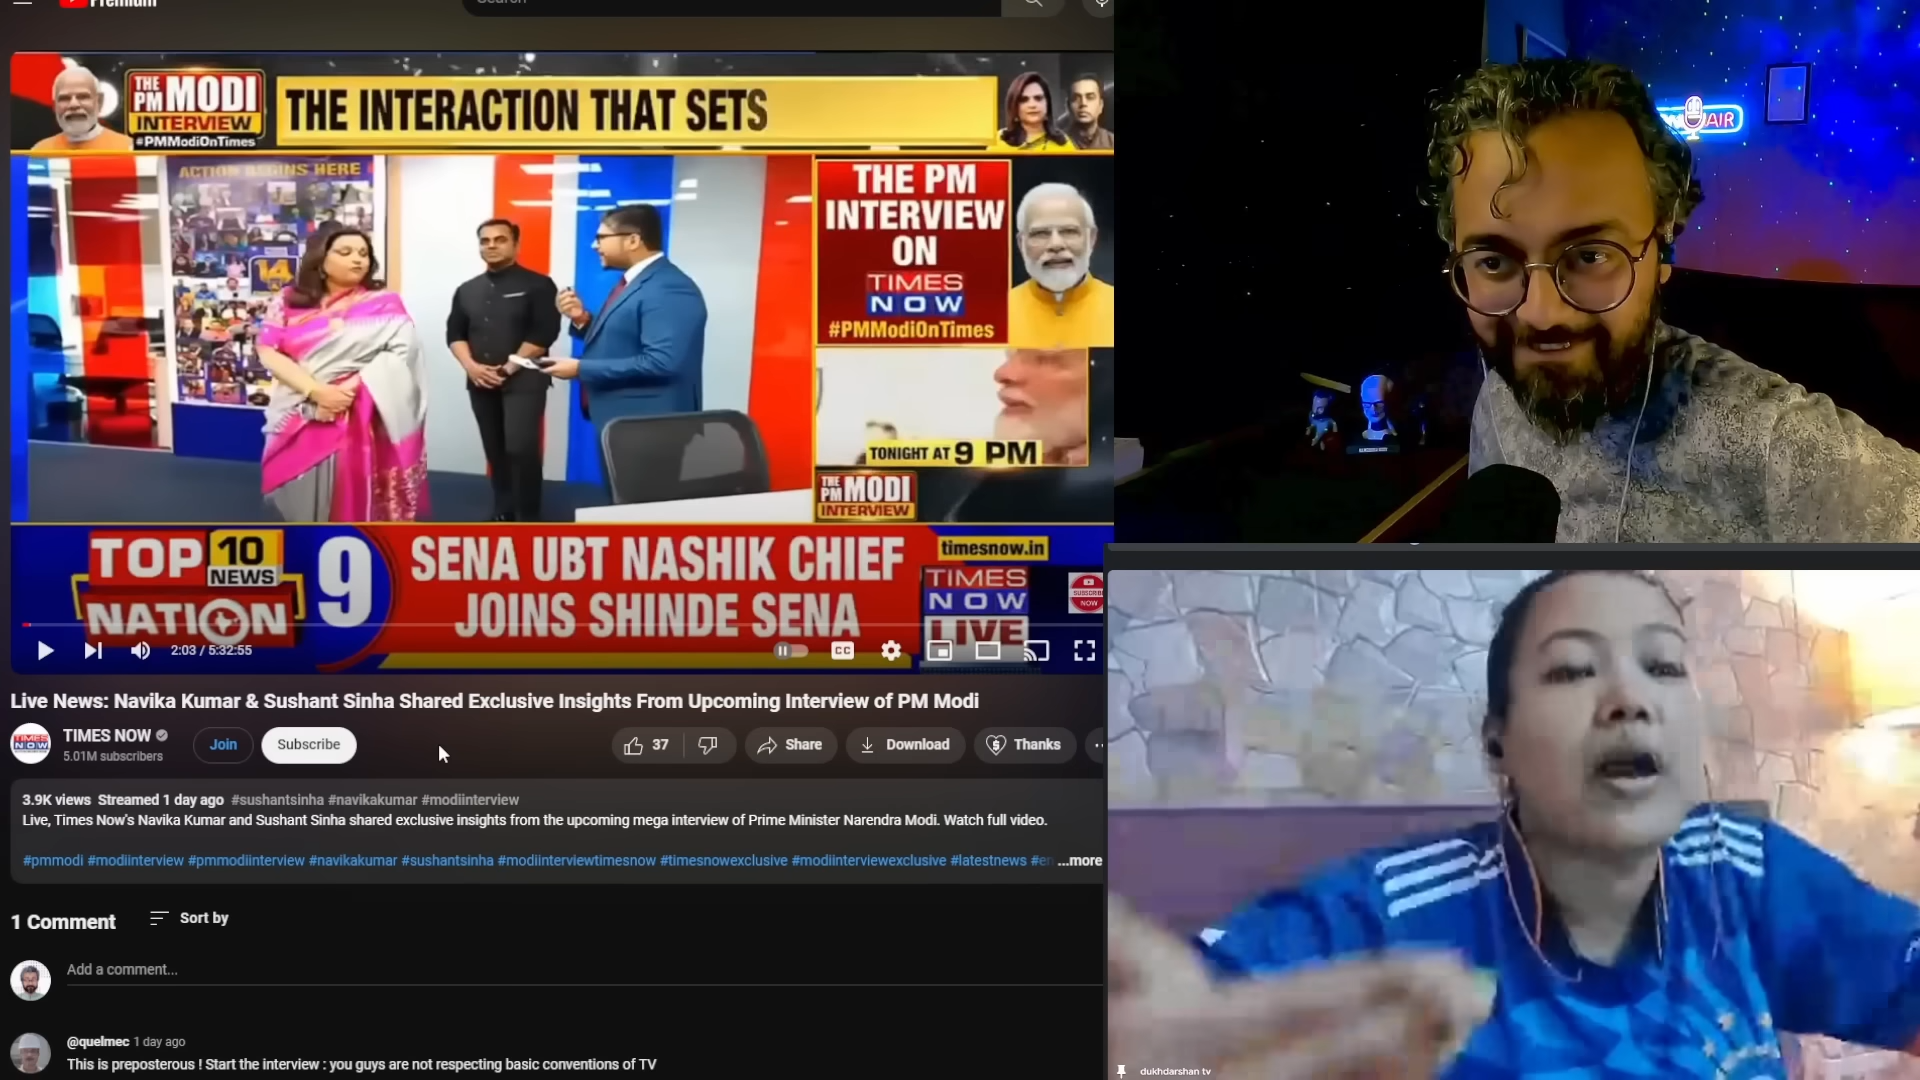 Premium
Search
THE PM MODI INTERVIEW
#PMModiOnTimes
THE INTERACTION THAT SETS
ACTION BEGINS HERE
14
THE PM
INTERVIEW
ON
TIMES
NOW
#PMModiOnTimes
TONIGHT AT 9 PM
THE PM MODI INTERVIEW
TOP 10 NEWS
NATION
9
SENA UBT NASHIK CHIEF
JOINS SHINDE SENA
timesnow.in
TIMES
NOW
LIVE
SUBSCRIBE
NOW
2:03 / 5:32:55
CC
Live News: Navika Kumar & Sushant Sinha Shared Exclusive Insights From Upcoming Interview of PM Modi
TIMES NOW
5.01M subscribers
Join
Subscribe
37
Share
Download
Thanks
3.9K views Streamed 1 day ago #sushantsinha #navikakumar #modiinterview
Live, Times Now's Navika Kumar and Sushant Sinha shared exclusive insights from the upcoming mega interview of Prime Minister Narendra Modi. Watch full video.
#pmmodi #modiinterview #pmmodiinterview #navikakumar #sushantsinha #modiinterviewtimesnow #timesnowexclusive #modiinterviewexclusive #latestnews #en ...more
1 Comment
Sort by
Add a comment...
@quelmec 1 day ago
This is preposterous ! Start the interview : you guys are not respecting basic conventions of TV
AIR
dukhdarshan tv